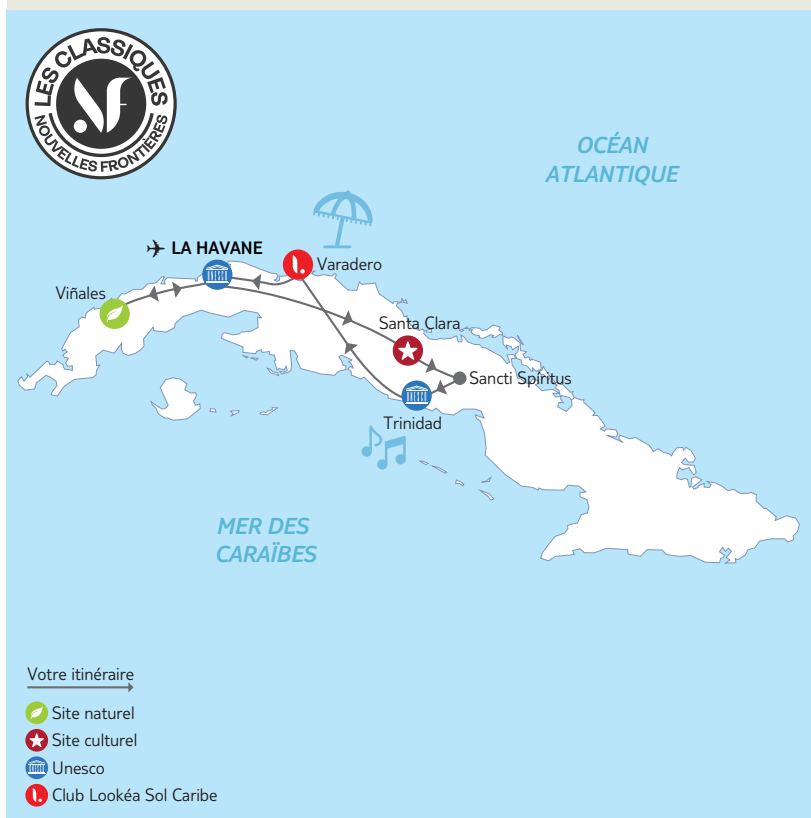 LES CLASSIQUES
NF
NOUVELLES FRONTIÈRES
OCÉAN
ATLANTIQUE
LA HAVANE
Varadero
Viñales
Santa Clara
Sancti Spíritus
Trinidad
MER DES
CARAÏBES
Votre itinéraire
Site naturel
Site culturel
Unesco
Club Lookéa Sol Caribe